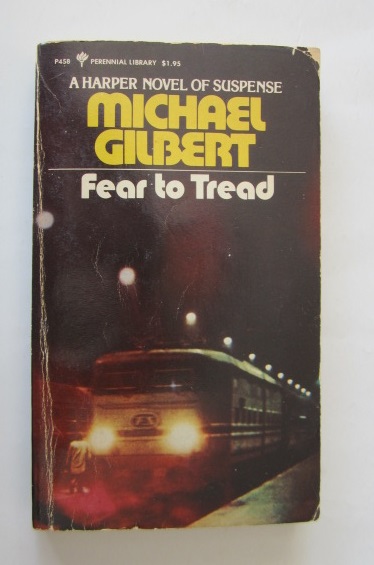 P458 PERENNIAL LIBRARY $1.95
A HARPER NOVEL OF SUSPENSE
MICHAEL
GILBERT
Fear to Tread